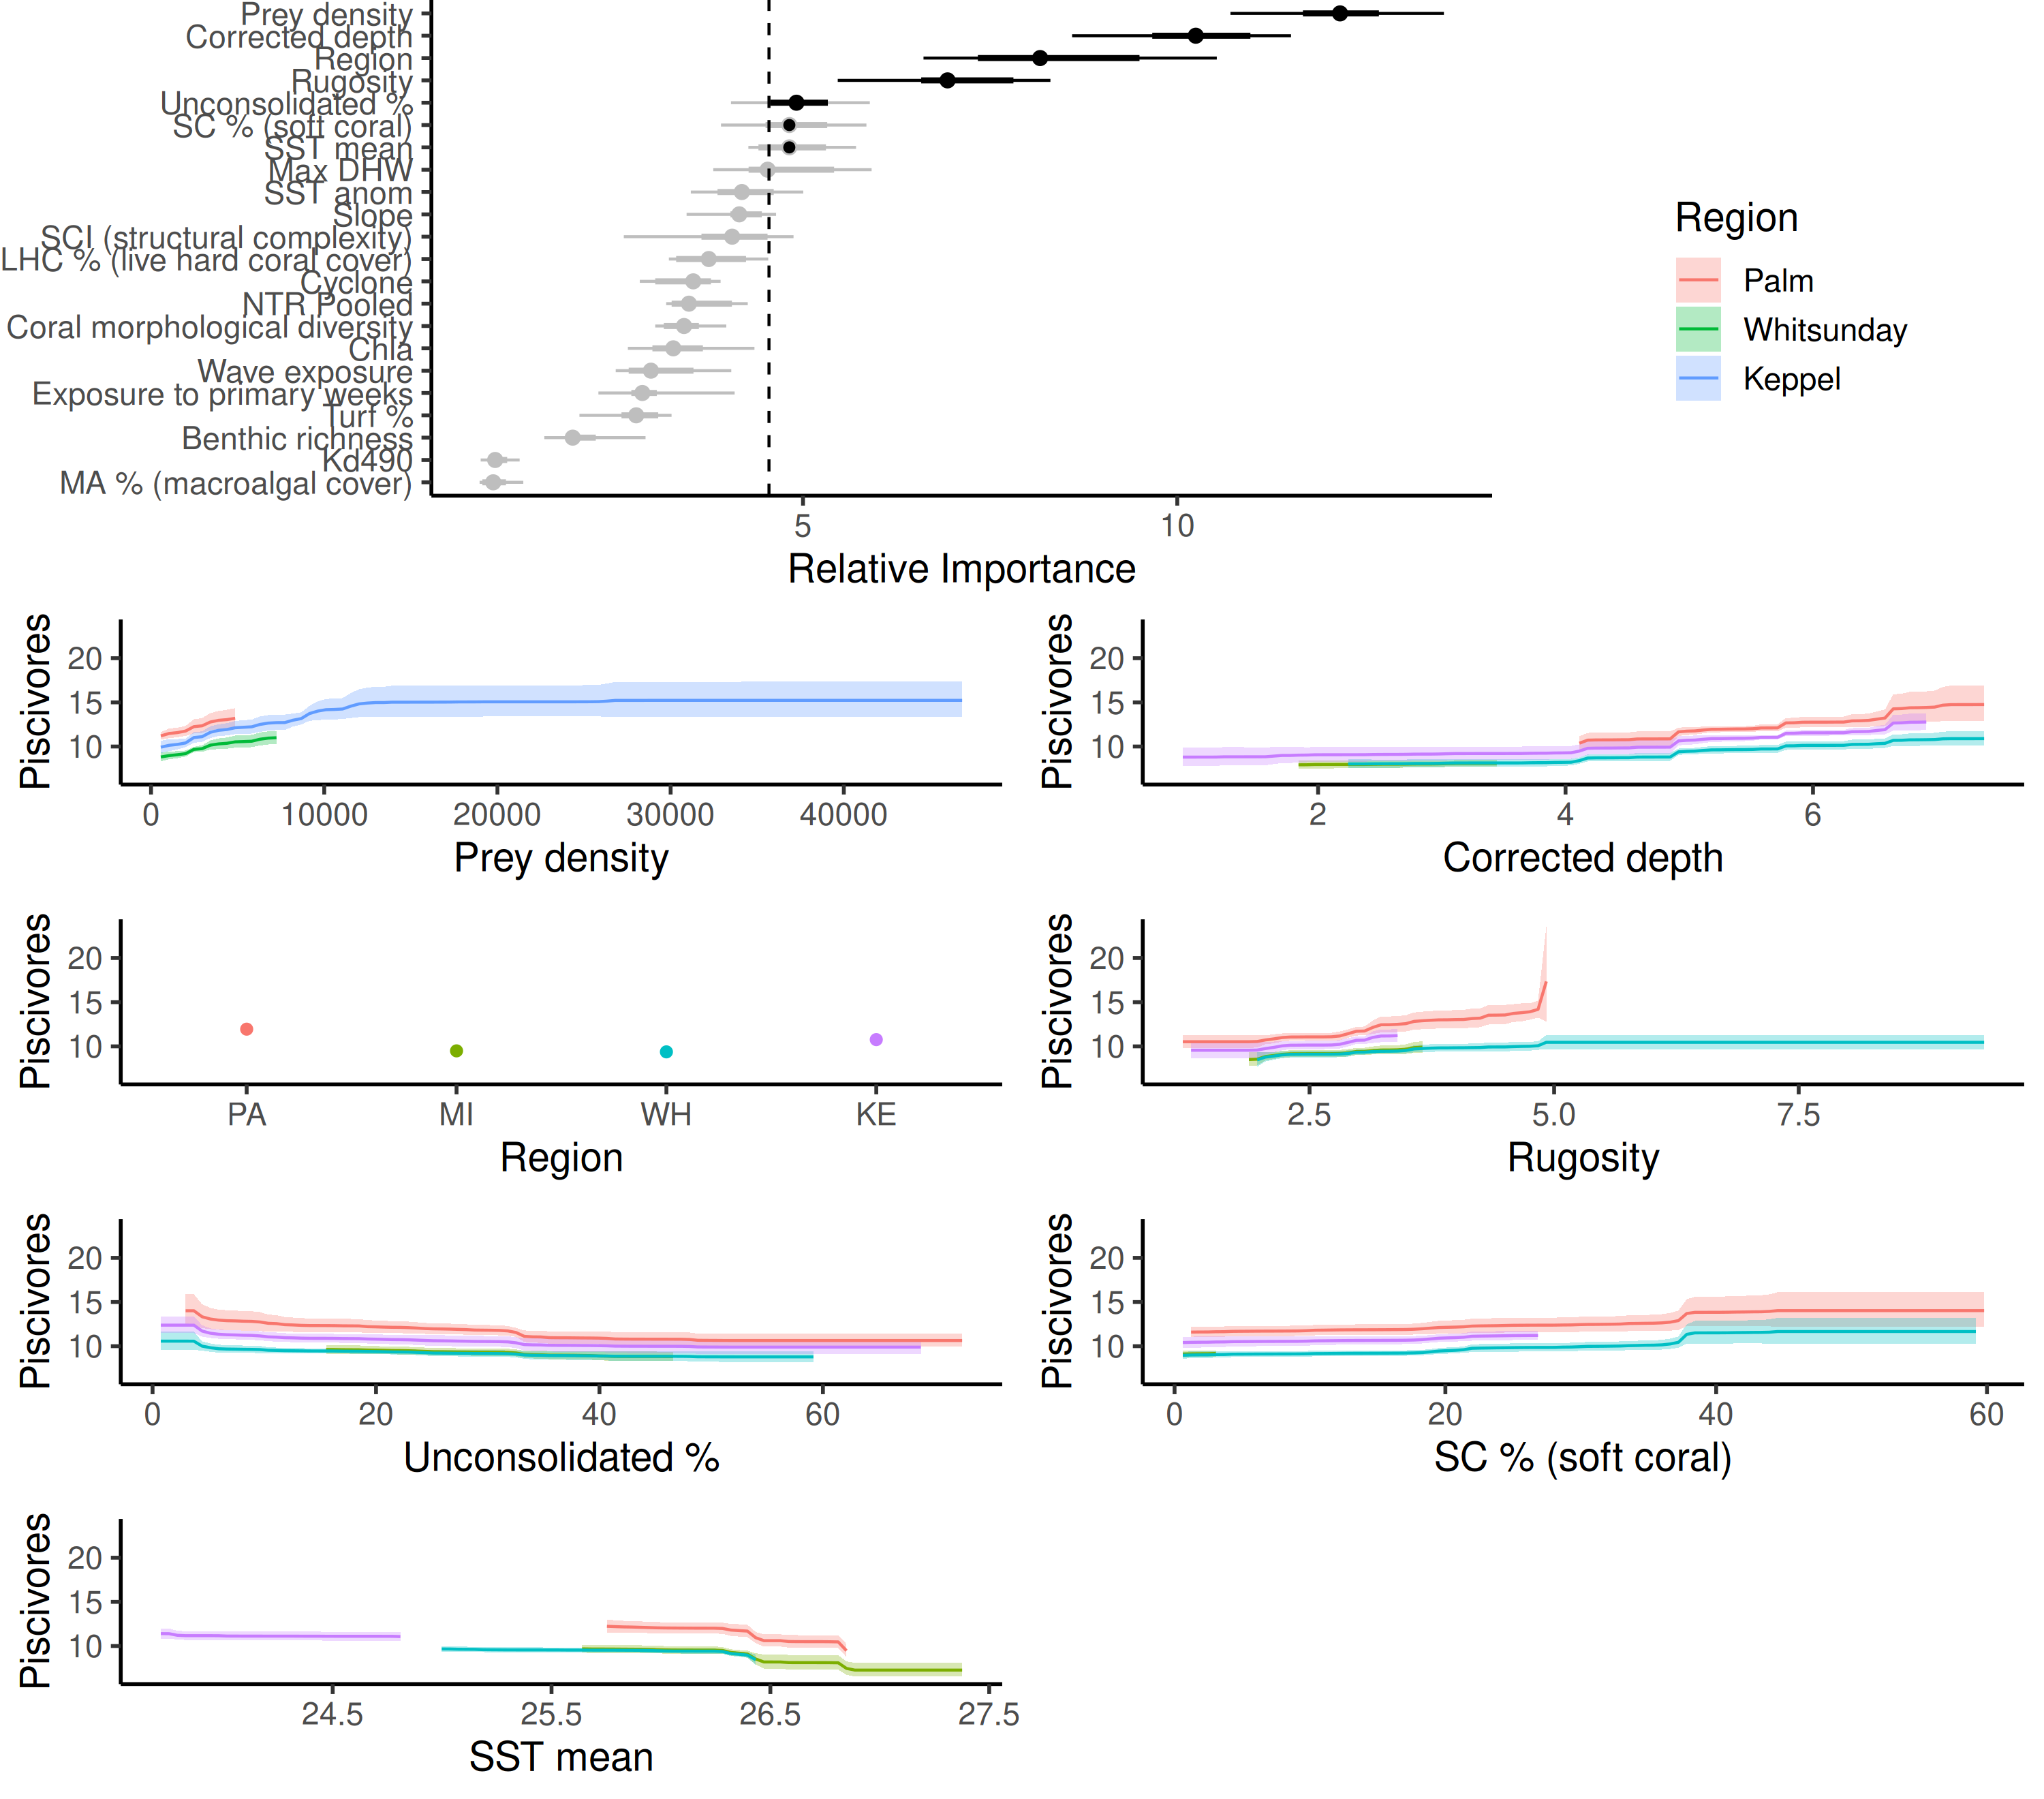 Prey density
Corrected depth
Region
Rugosity
Unconsolidated %
SC % (soft coral)
SST mean
Max DHW
SST anom
Slope
SCI (structural complexity)
LHC % (live hard coral cover)
Cyclone
NTR Pooled
Coral morphological diversity
Chla
Wave exposure
Exposure to primary weeks
Turf %
Benthic richness
Kd490
MA % (macroalgal cover)
5 10
Relative Importance
Region
Palm
Whitsunday
Keppel
Piscivores
20
15
10
0 10000 20000 30000 40000
Prey density
Piscivores
20
15
10
2 4 6
Corrected depth
Piscivores
20
15
10
PA MI WH KE
Region
Piscivores
20
15
10
2.5 5.0 7.5
Rugosity
Piscivores
20
15
10
0 20 40 60
Unconsolidated %
Piscivores
20
15
10
0 20 40 60
SC % (soft coral)
Piscivores
20
15
10
24.5 25.5 26.5 27.5
SST mean